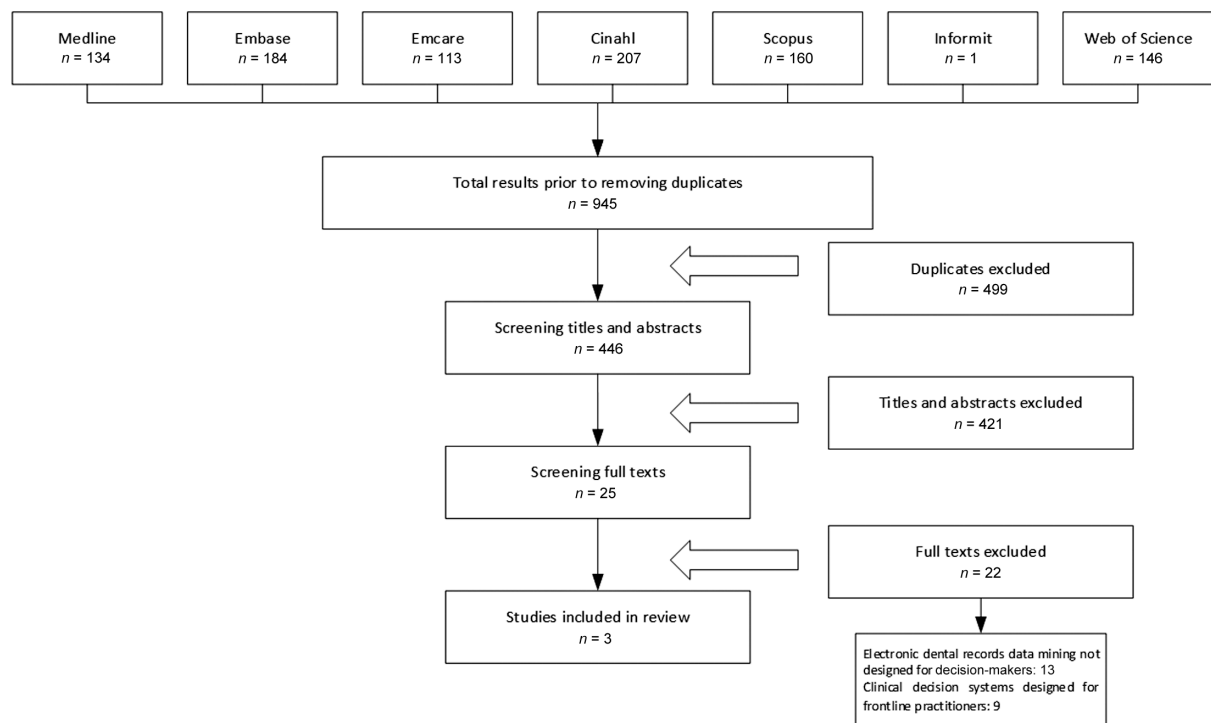 Medline
n = 134
Embase
n = 184
Emcare
n = 113
Cinahl
n = 207
Scopus
n = 160
Informit
n = 1
Web of Science
n = 146
Total results prior to removing duplicates
n = 945
Duplicates excluded
n = 499
Screening titles and abstracts
n = 446
Titles and abstracts excluded
n = 421
Screening full texts
n = 25
Full texts excluded
n = 22
Studies included in review
n = 3
Electronic dental records data mining not
designed for decision-makers: 13
Clinical decision systems designed for
frontline practitioners: 9